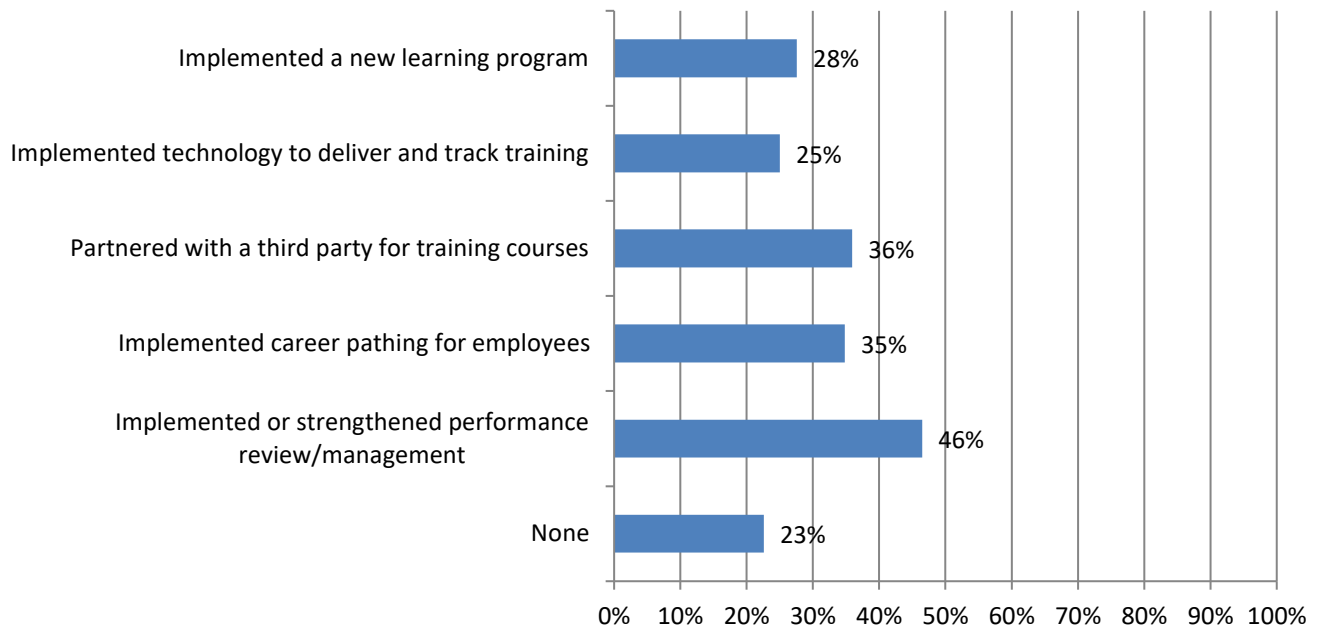 Implemented a new learning program
28%
Implemented technology to deliver and track training
25%
Partnered with a third party for training courses
36%
Implemented career pathing for employees
35%
Implemented or strengthened performance
review/management
46%
None
23%
0% 10% 20% 30% 40% 50% 60% 70% 80% 90% 100%